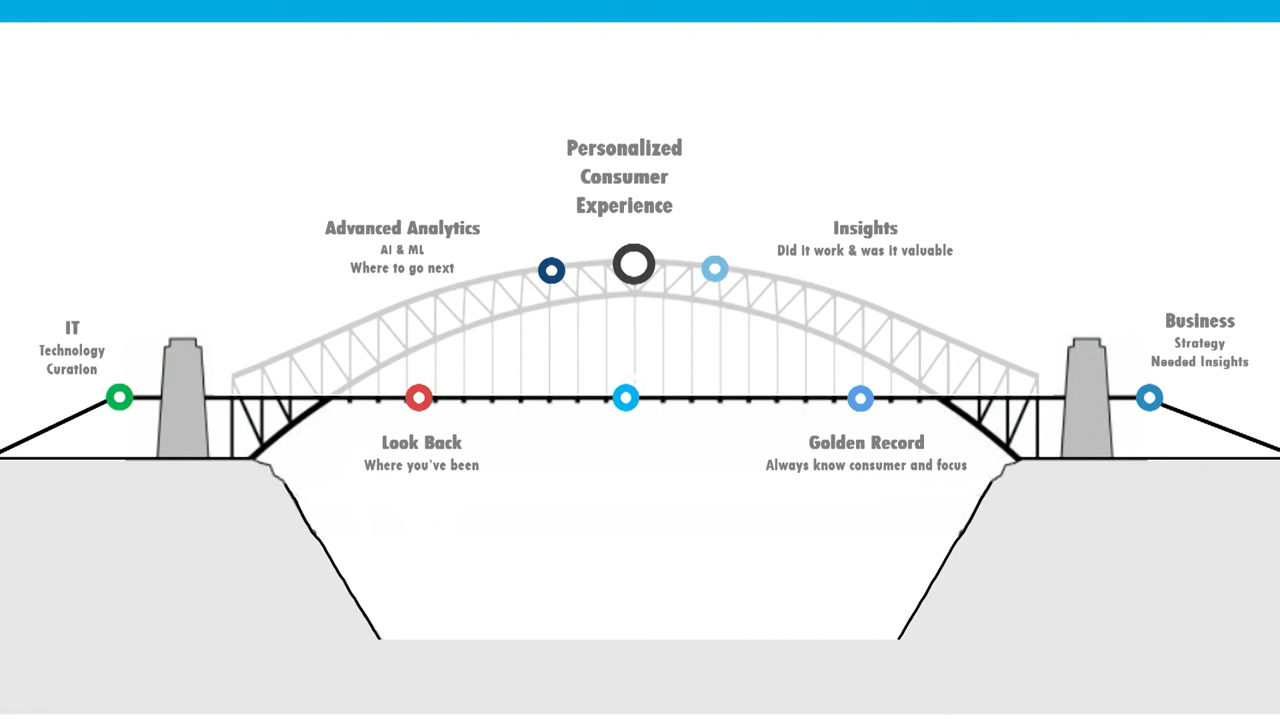 Personalized
Consumer
Experience
Advanced Analytics
AI & ML
Where to go next
Insights
Did it work & was it valuable
IT
Technology
Curation
Business
Strategy
Needed Insights
Look Back
Where you've been
Golden Record
Always know consumer and focus